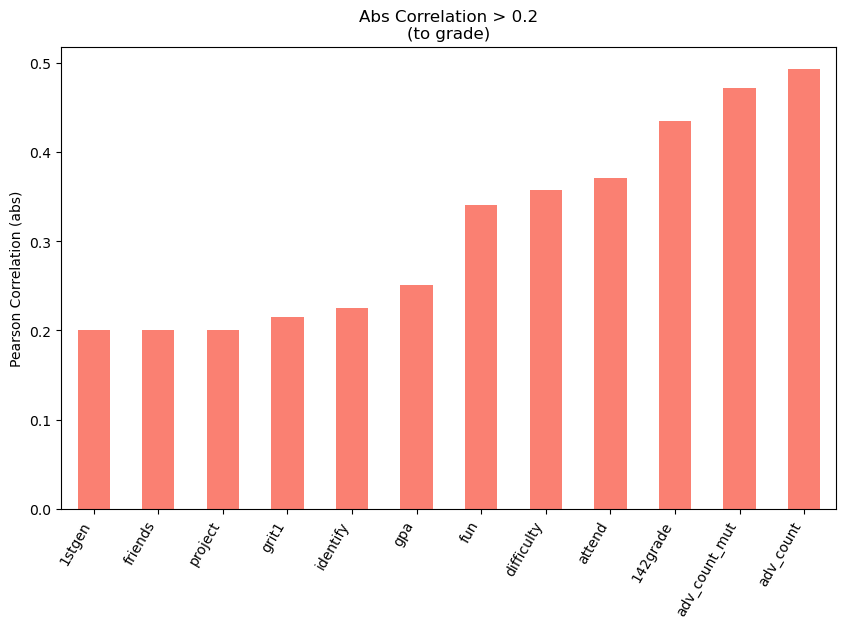 Abs Correlation > 0.2
(to grade)
Pearson Correlation (abs)
0.5
0.4
0.3
0.2
0.1
0.0
1stgen
friends
project
grit1
identify
gpa
fun
difficulty
attend
142grade
adv_count_mut
adv_count